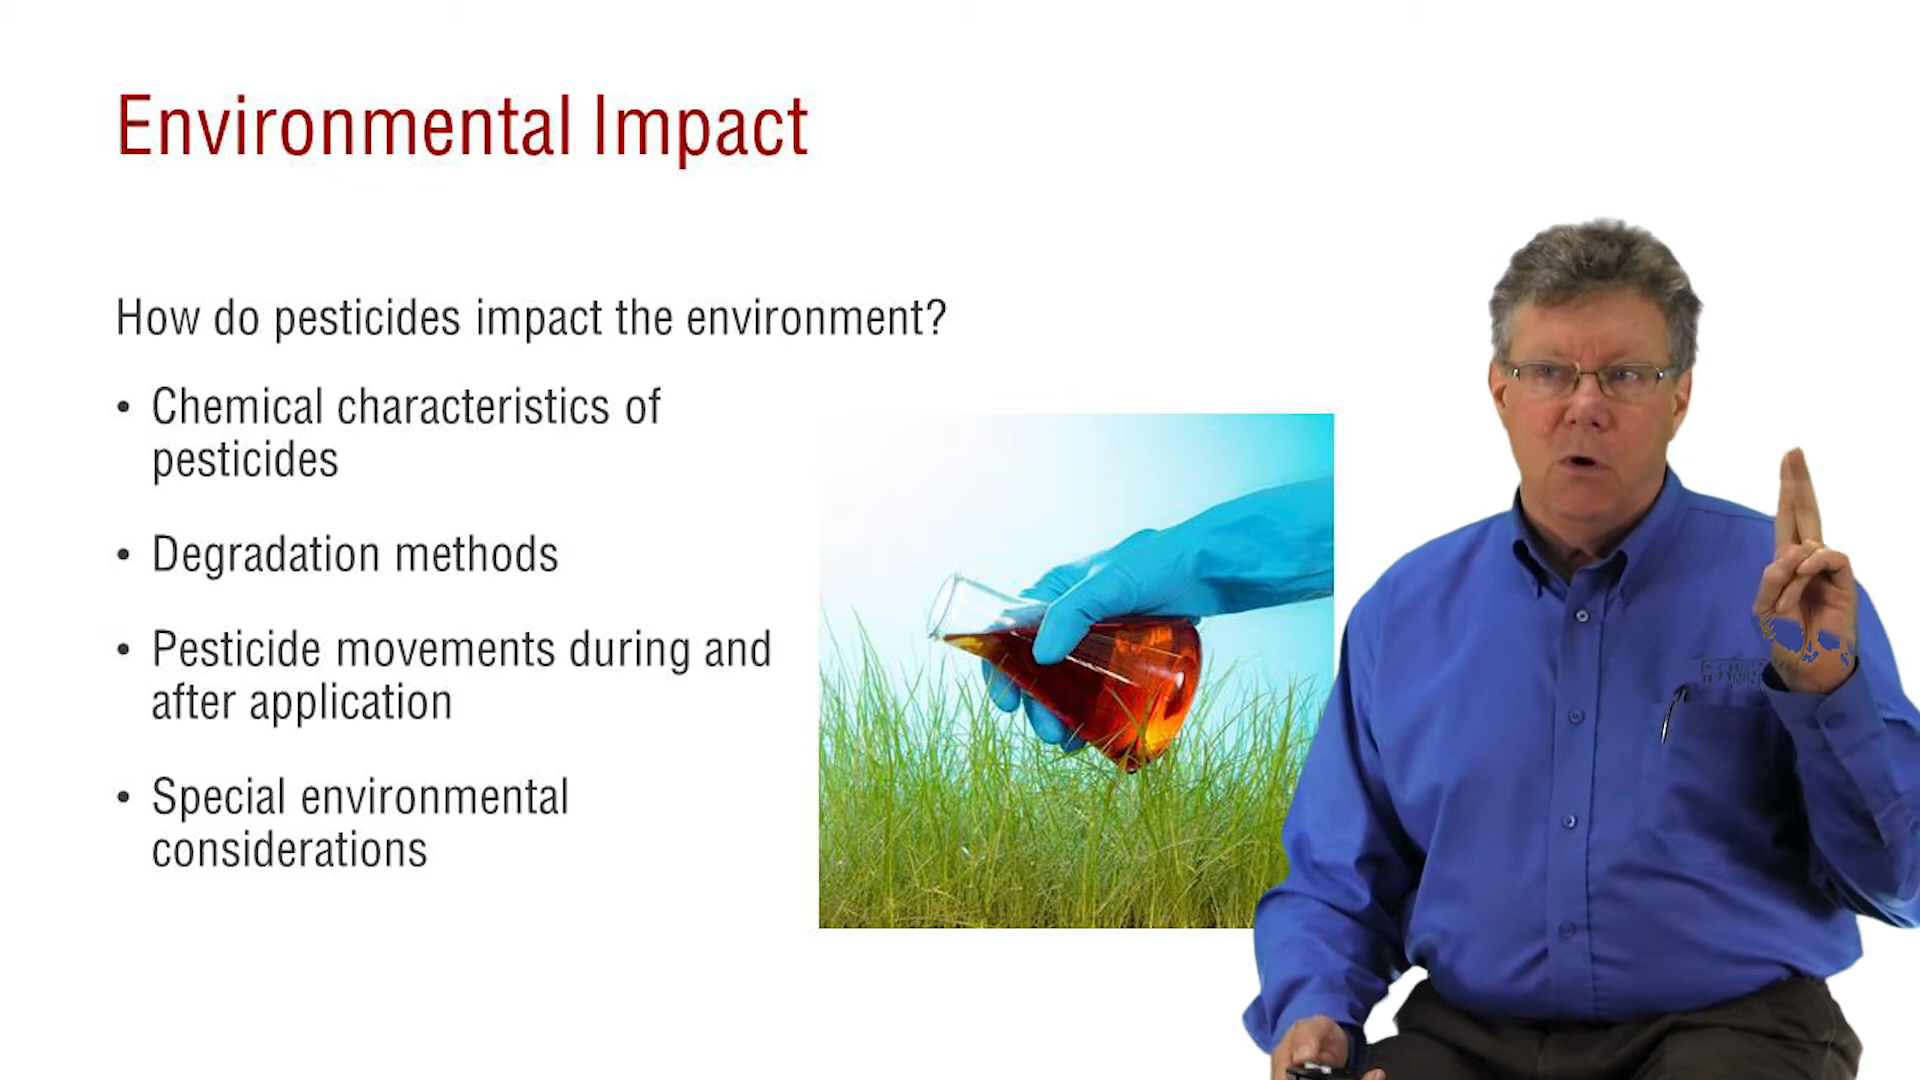 Environmental Impact
How do pesticides impact the environment?
• Chemical characteristics of
pesticides
• Degradation methods
• Pesticide movements during and
after application
• Special environmental
considerations